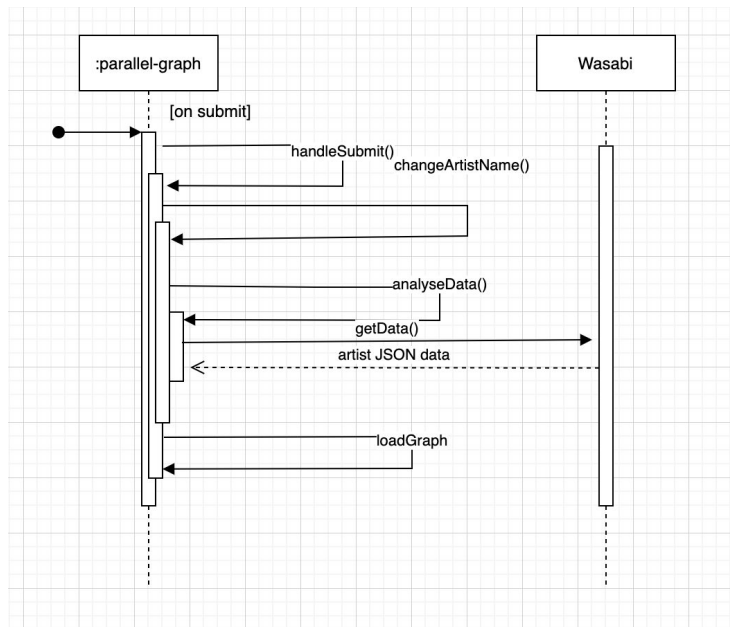 :parallel-graph
Wasabi
[on submit]
handleSubmit()
changeArtistName()
analyseData()
getData()
artist JSON data
loadGraph